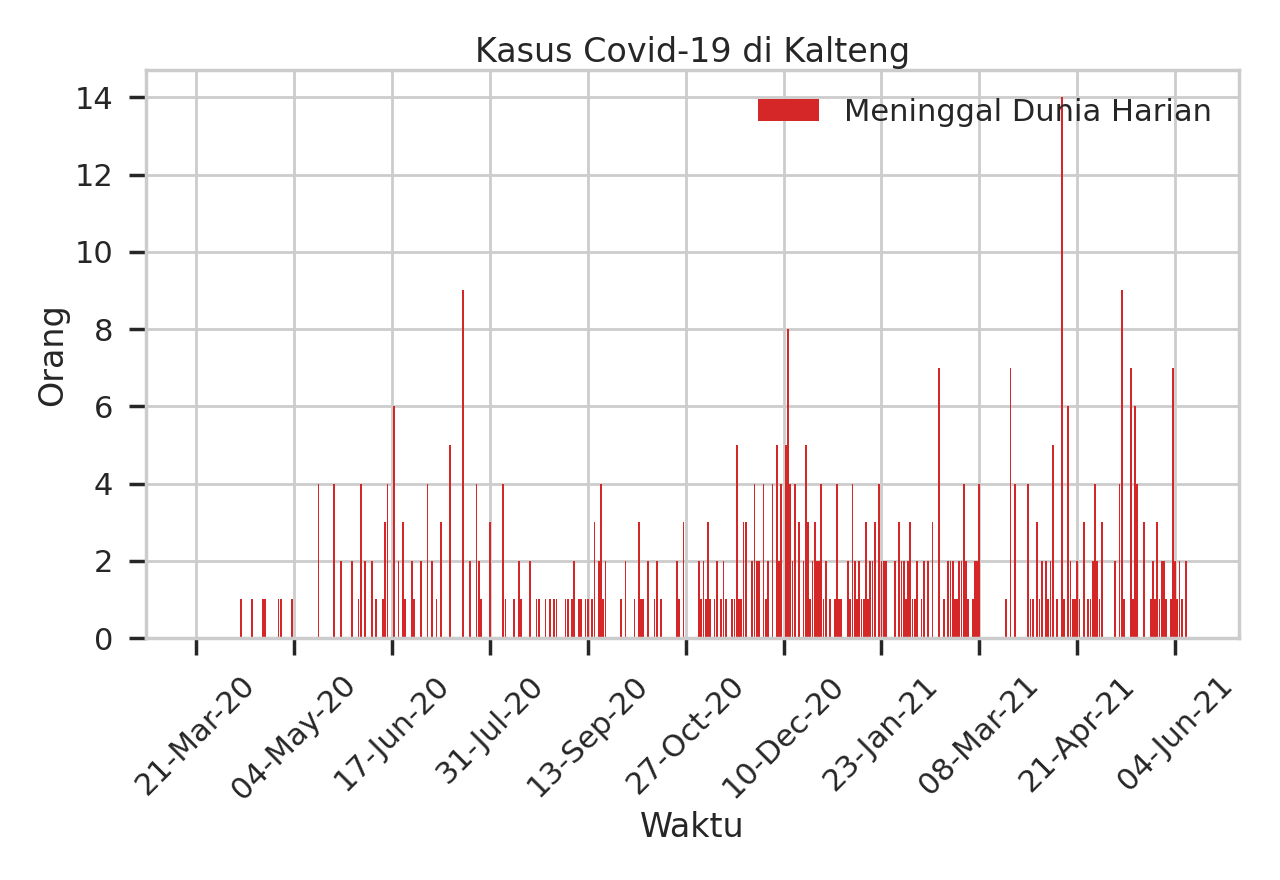 Kasus Covid-19 di Kalteng
Meninggal Dunia Harian
Orang
14
12
10
8
6
4
2
0
21-Mar-20
04-May-20
17-Jun-20
31-Jul-20
13-Sep-20
27-Oct-20
10-Dec-20
23-Jan-21
08-Mar-21
21-Apr-21
04-Jun-21
Waktu